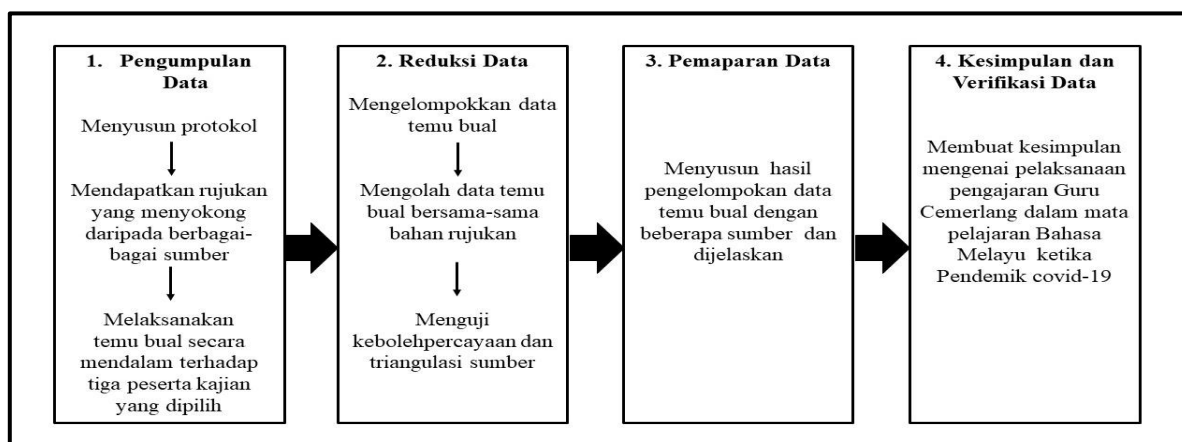 1. Pengumpulan
Data
Menyusun protokol
Mendapatkan rujukan
yang menyokong
daripada berbagai-
bagai sumber
Melaksanakan
temu bual secara
mendalam terhadap
tiga peserta kajian
yang dipilih
2. Reduksi Data
Mengelompokkan data
temu bual
Mengolah data temu
bual bersama-sama
bahan rujukan
Menguji
kebolehpercayaan dan
triangulasi sumber
3. Pemaparan Data
Menyusun hasil
pengelompokan data
temu bual dengan
beberapa sumber dan
dijelaskan
4. Kesimpulan dan
Verifikasi Data
Membuat kesimpulan
mengenai pelaksanaan
pengajaran Guru
Cemerlang dalam mata
pelajaran Bahasa
Melayu ketika
Pendemik covid-19